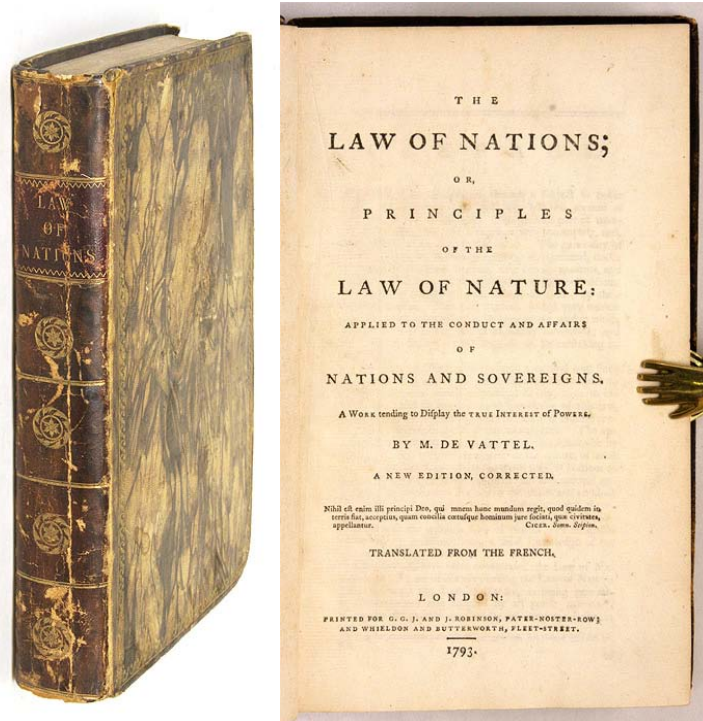 LAW
OF
NATIONS
THE
LAW OF NATIONS;
OR,
PRINCIPLES
OF THE
LAW OF NATURE:
APPLIED TO THE CONDUCT AND AFFAIRS
OF
NATIONS AND SOVEREIGNS.
A WORK tending to Diſplay the TRUE INTEREST of POWERS.
BY M. DE VATTEL.
A NEW EDITION, CORRECTED.
Nihil eſt enim illi principi Deo, qui mnem hunc mundum regit, quod quidem in
terris fiat, acceptius, quam concilia cœtuſque hominum jure ſociati, quæ civitates,
appellantur. CICER. Somn. Scipion.
TRANSLATED FROM THE FRENCH.
LONDON:
PRINTED FOR G. G. J. AND J. ROBINSON, PATER-NOSTER-ROW;
AND WHIELDON AND BUTTERWORTH, FLEET-STREET.
1793.